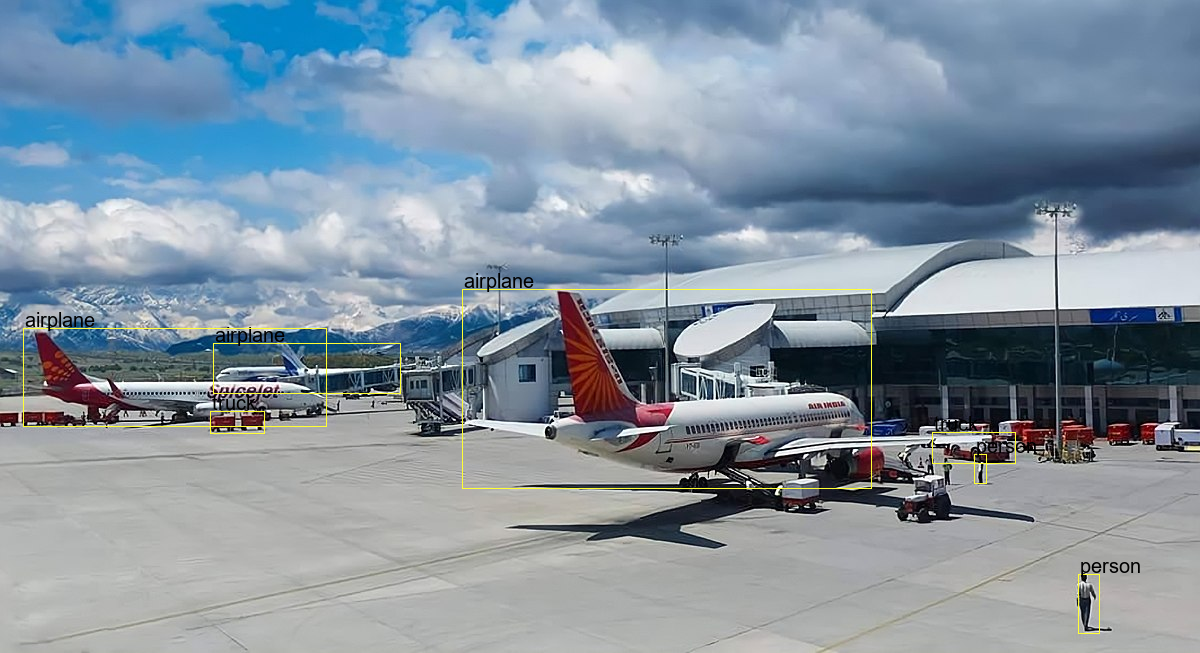 airplane
airplane
airplane
SpiceJet
truck
AIR INDIA
person
person